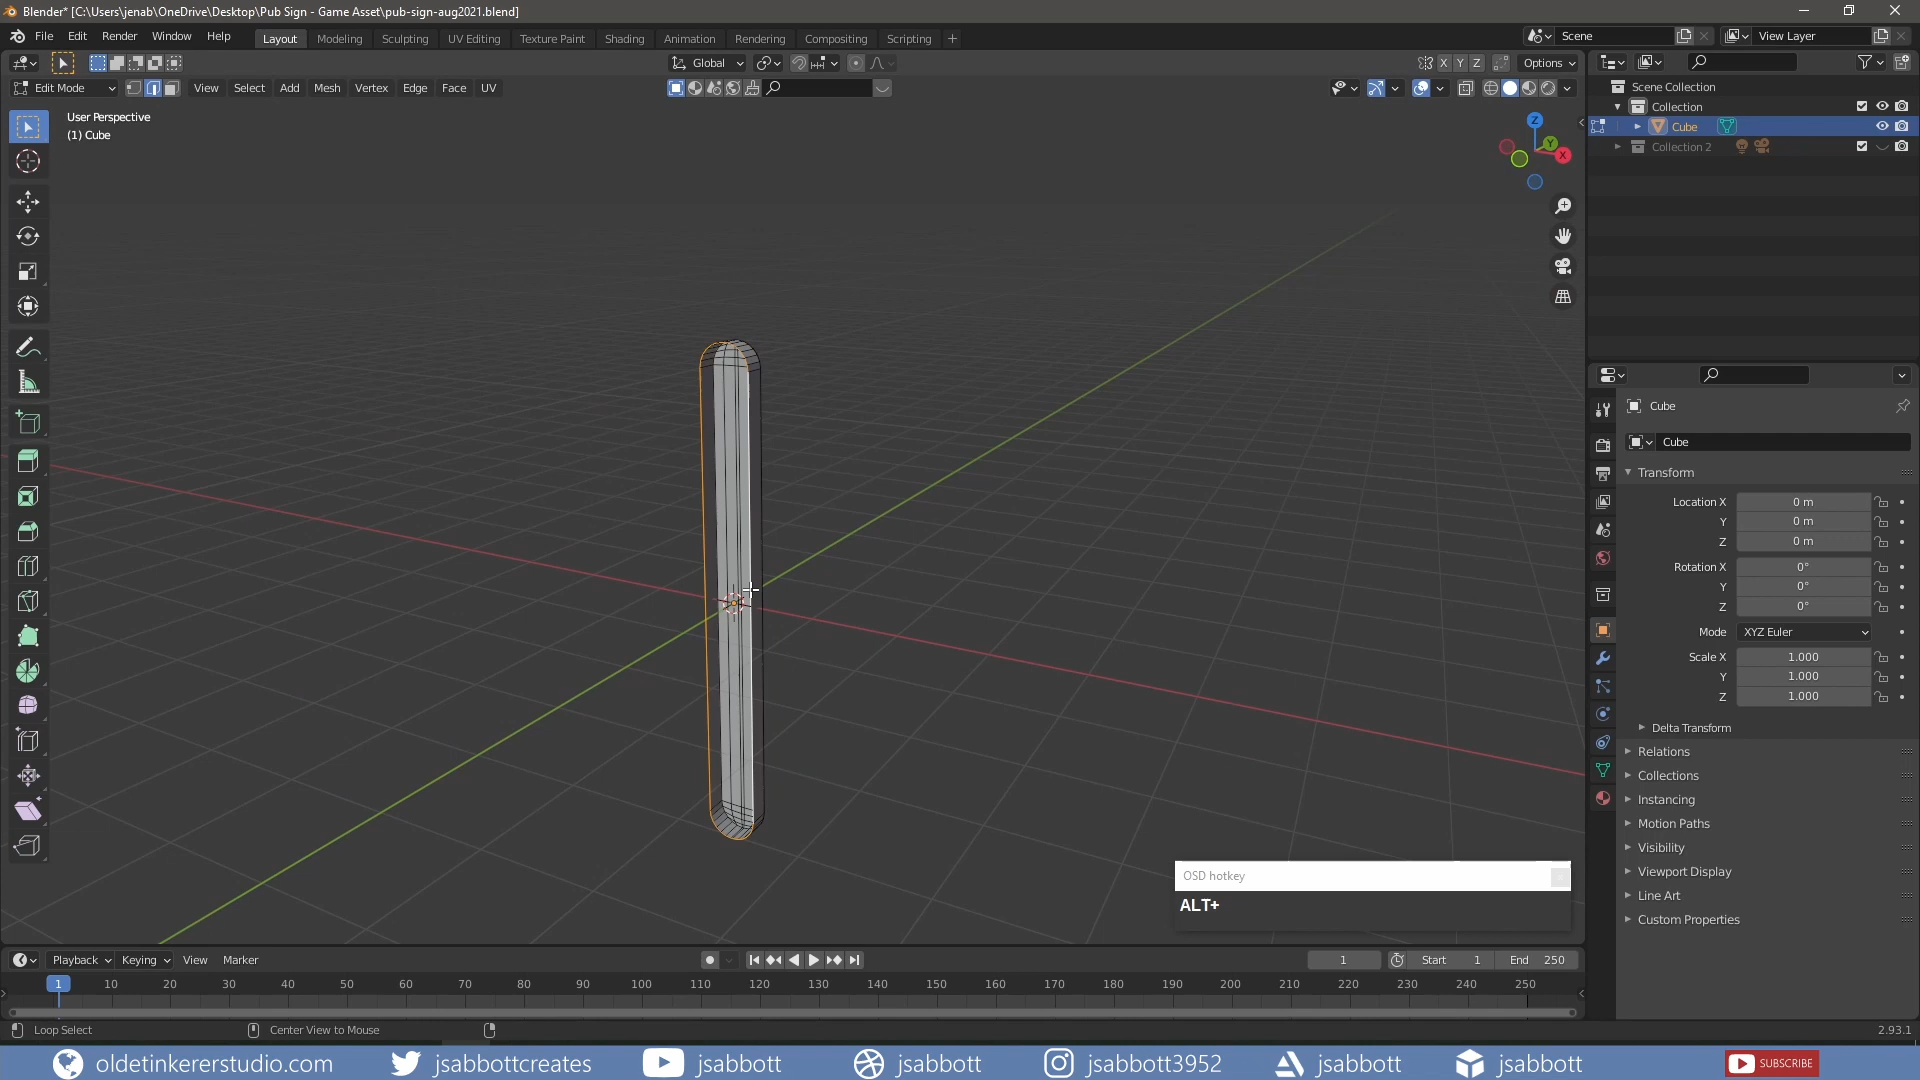 Blender* [C:\Users\jenab\OneDrive\Desktop\Pub Sign - Game Asset\pub-sign-aug2021.blend]
File Edit Render Window Help Layout Modeling Sculpting UV Editing Texture Paint Shading Animation Rendering Compositing Scripting + Scene View Layer
Global X Y Z Options
Edit Mode View Select Add Mesh Vertex Edge Face UV
User Perspective
(1) Cube
Z
Y
X
Scene Collection
Collection
Cube
Collection 2
Cube
Cube
Transform
Location X 0 m
Y 0 m
Z 0 m
Rotation X 0°
Y 0°
Z 0°
Mode XYZ Euler
Scale X 1.000
Y 1.000
Z 1.000
Delta Transform
Relations
Collections
Instancing
Motion Paths
Visibility
Viewport Display
Line Art
Custom Properties
OSD hotkey
ALT+
Playback Keying View Marker 1 Start 1 End 250
1 10 20 30 40 50 60 70 80 90 100 110 120 130 140 150 160 170 180 190 200 210 220 230 240 250
Loop Select Center View to Mouse 2.93.1
oldetinkererstudio.com jsabbottcreates jsabbott jsabbott jsabbott3952 jsabbott jsabbott SUBSCRIBE